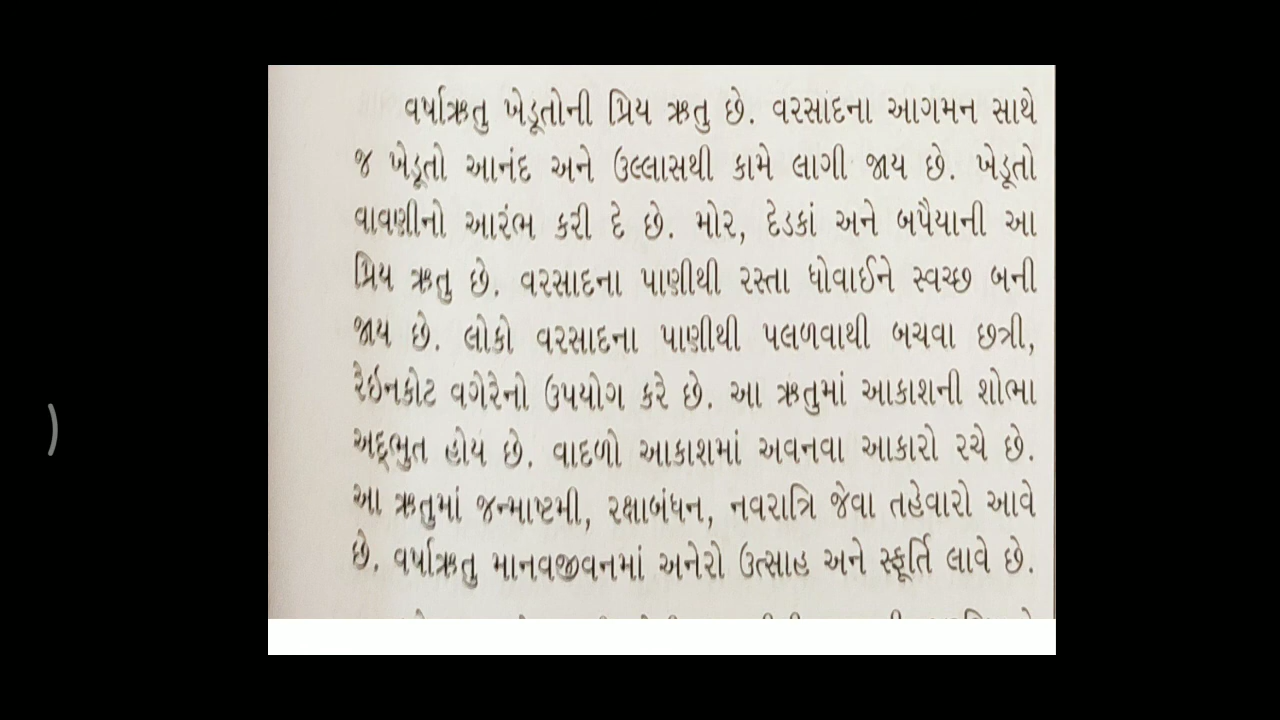 વર્ષાઋતુ ખેડૂતોની પ્રિય ઋતુ છે. વરસાદના આગમન સાથે
જ ખેડૂતો આનંદ અને ઉલ્લાસથી કામે લાગી જાય છે. ખેડૂતો
વાવણીનો આરંભ કરી દે છે. મોર, દેડકાં અને બપૈયાની આ
પ્રિય ઋતુ છે. વરસાદના પાણીથી રસ્તા ધોવાઈને સ્વચ્છ બની
જાય છે. લોકો વરસાદના પાણીથી પલળવાથી બચવા છત્રી,
રેઇનકોટ વગેરેનો ઉપયોગ કરે છે. આ ઋતુમાં આકાશની શોભા
અદ્ભુત હોય છે. વાદળો આકાશમાં અવનવા આકારો રચે છે.
આ ઋતુમાં જન્માષ્ટમી, રક્ષાબંધન, નવરાત્રિ જેવા તહેવારો આવે
છે. વર્ષાઋતુ માનવજીવનમાં અનેરો ઉત્સાહ અને સ્ફૂર્તિ લાવે છે.